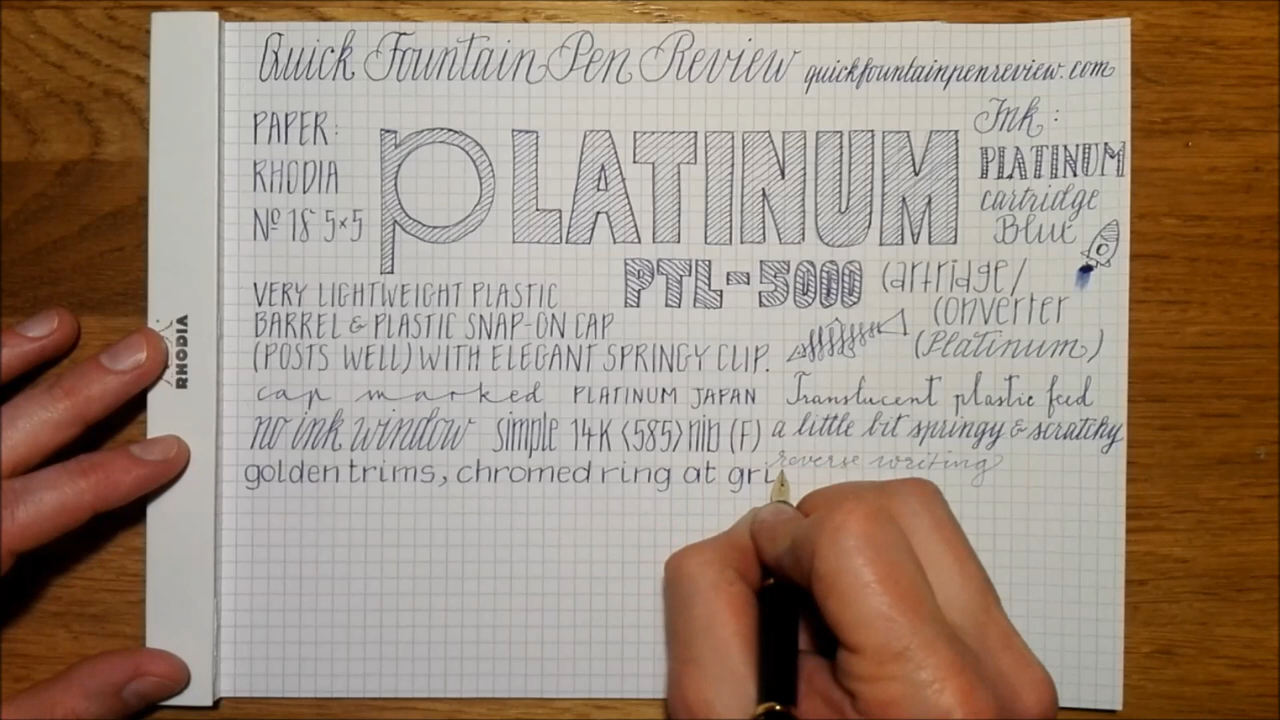 Quick Fountain Pen Review quickfountainpenreview.com
PAPER:
RHODIA
Nº 18 5×5
PLATINUM
Ink:
PLATINUM
cartridge
Blue
PTL-5000
Cartridge/
Converter
(Platinum)
VERY LIGHTWEIGHT PLASTIC
BARREL & PLASTIC SNAP-ON CAP
(POSTS WELL) WITH ELEGANT SPRINGY CLIP.
cap marked PLATINUM JAPAN
Translucent plastic feed
no ink window simple 14K <585> nib (F) a little bit springy & scratchy
reverse writing
golden trims, chromed ring at gri
RHODIA